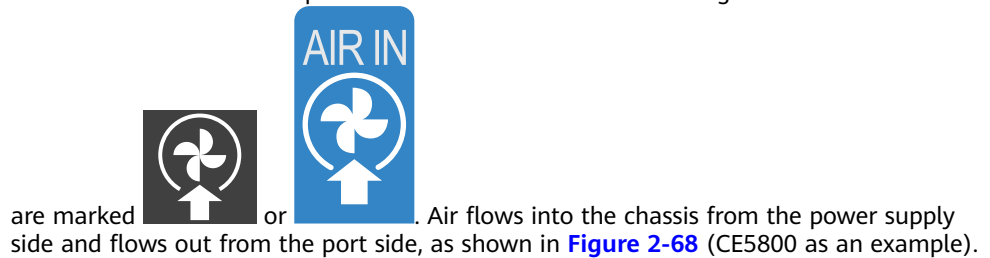 AIR IN
are marked or . Air flows into the chassis from the power supply
side and flows out from the port side, as shown in Figure 2-68 (CE5800 as an example).